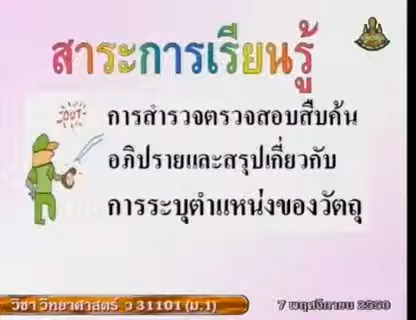 สาระการเรียนรู้
OUT
การสำรวจตรวจสอบสืบค้น
อภิปรายและสรุปเกี่ยวกับ
การระบุตำแหน่งของวัตถุ
วิชา วิทยาศาสตร์ ว 31101 (ม.1)
7 พฤศจิกายน 2550